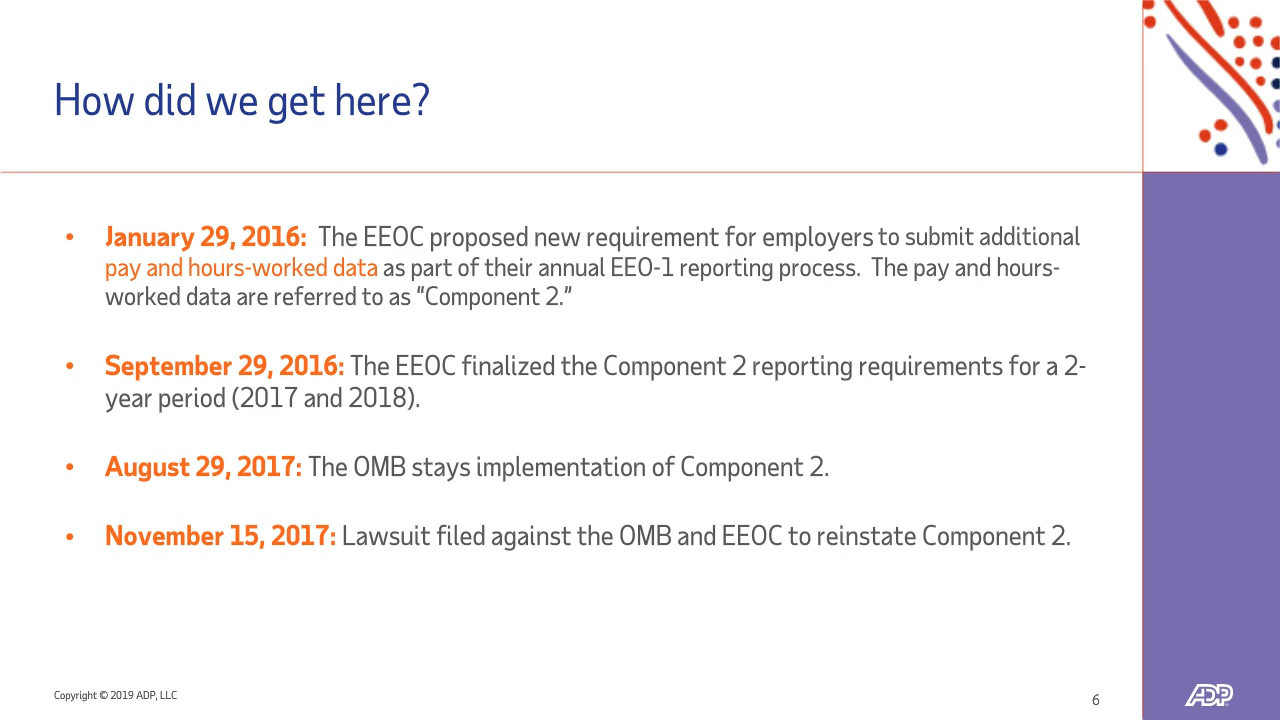 How did we get here?
• January 29, 2016:  The EEOC proposed new requirement for employers to submit additional
pay and hours-worked data as part of their annual EEO-1 reporting process.  The pay and hours-
worked data are referred to as “Component 2.”
• September 29, 2016: The EEOC finalized the Component 2 reporting requirements for a 2-
year period (2017 and 2018).
• August 29, 2017: The OMB stays implementation of Component 2.
• November 15, 2017: Lawsuit filed against the OMB and EEOC to reinstate Component 2.
Copyright © 2019 ADP, LLC
6
ADP